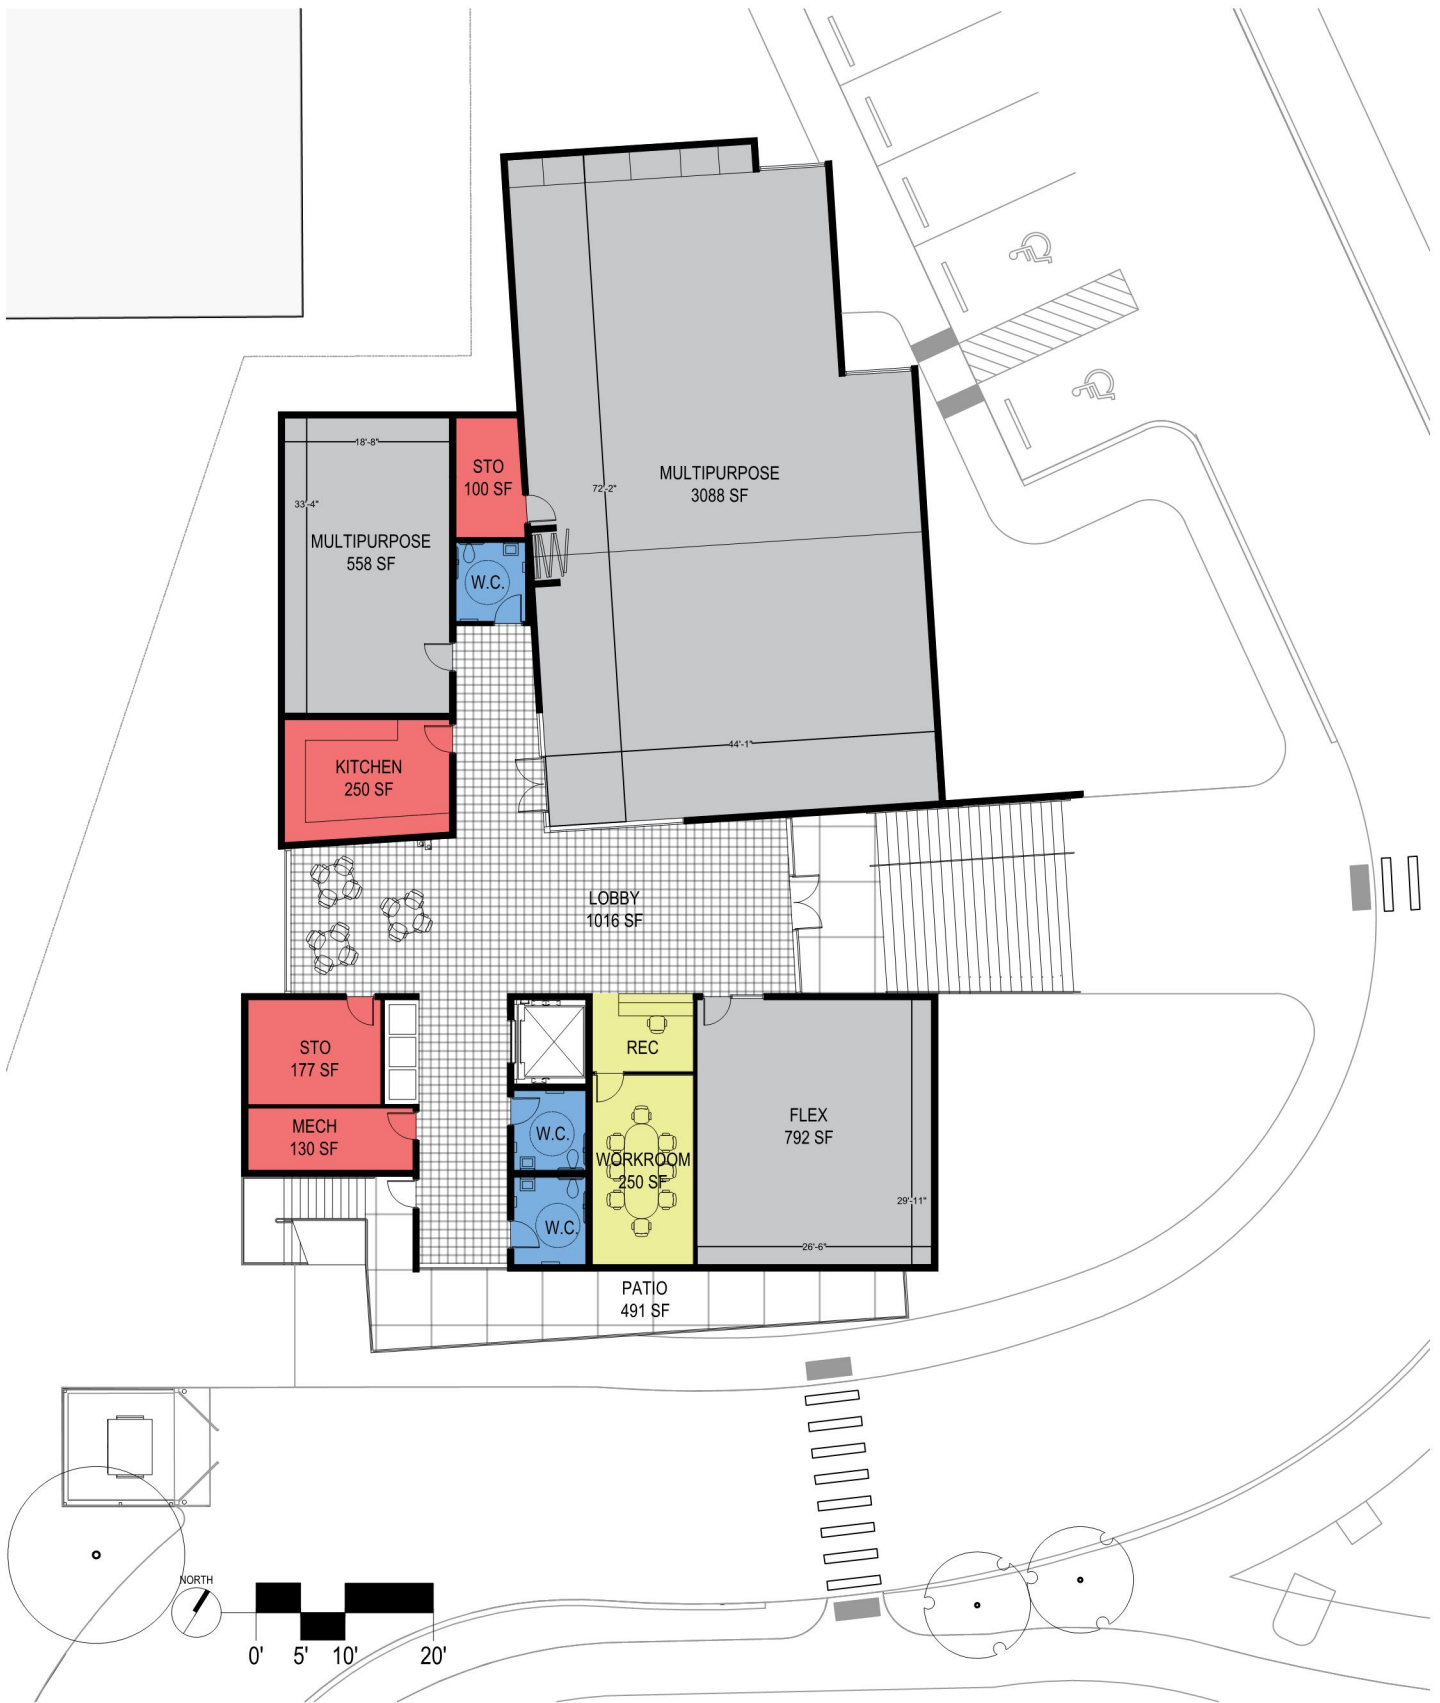 18'-8"
STO
100 SF
MULTIPURPOSE
3088 SF
72'-2"
33'-4"
MULTIPURPOSE
558 SF
W.C.
44'-1"
KITCHEN
250 SF
LOBBY
1016 SF
STO
177 SF
REC
MECH
130 SF
W.C.
FLEX
792 SF
WORKROOM
250 SF
29'-11"
W.C.
26'-6"
PATIO
491 SF
NORTH
0' 5' 10' 20'